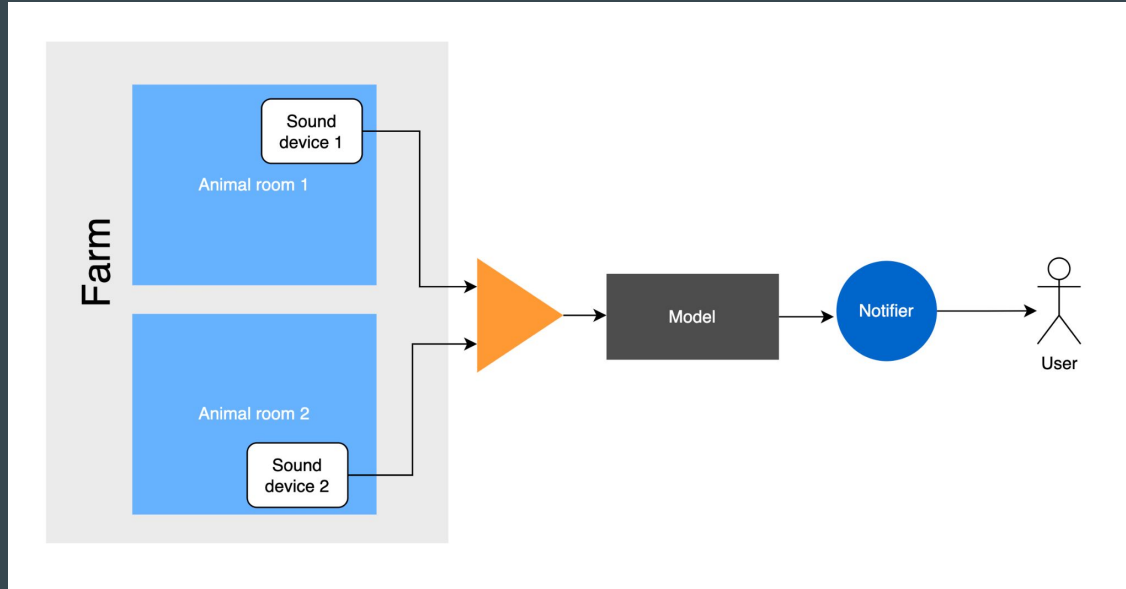 Farm
Sound
device 1
Animal room 1
Animal room 2
Sound
device 2
Model
Notifier
User